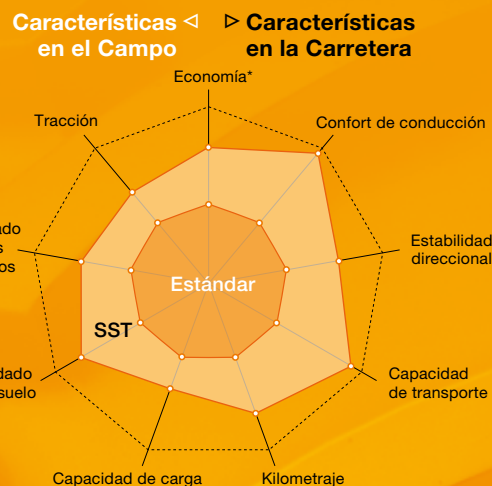 Características ◁
en el Campo
▷ Características
en la Carretera
Economía*
Tracción
Confort de conducción
Estabilidad
direccional
Estándar
SST
Capacidad
de transporte
suelo
Capacidad de carga
Kilometraje